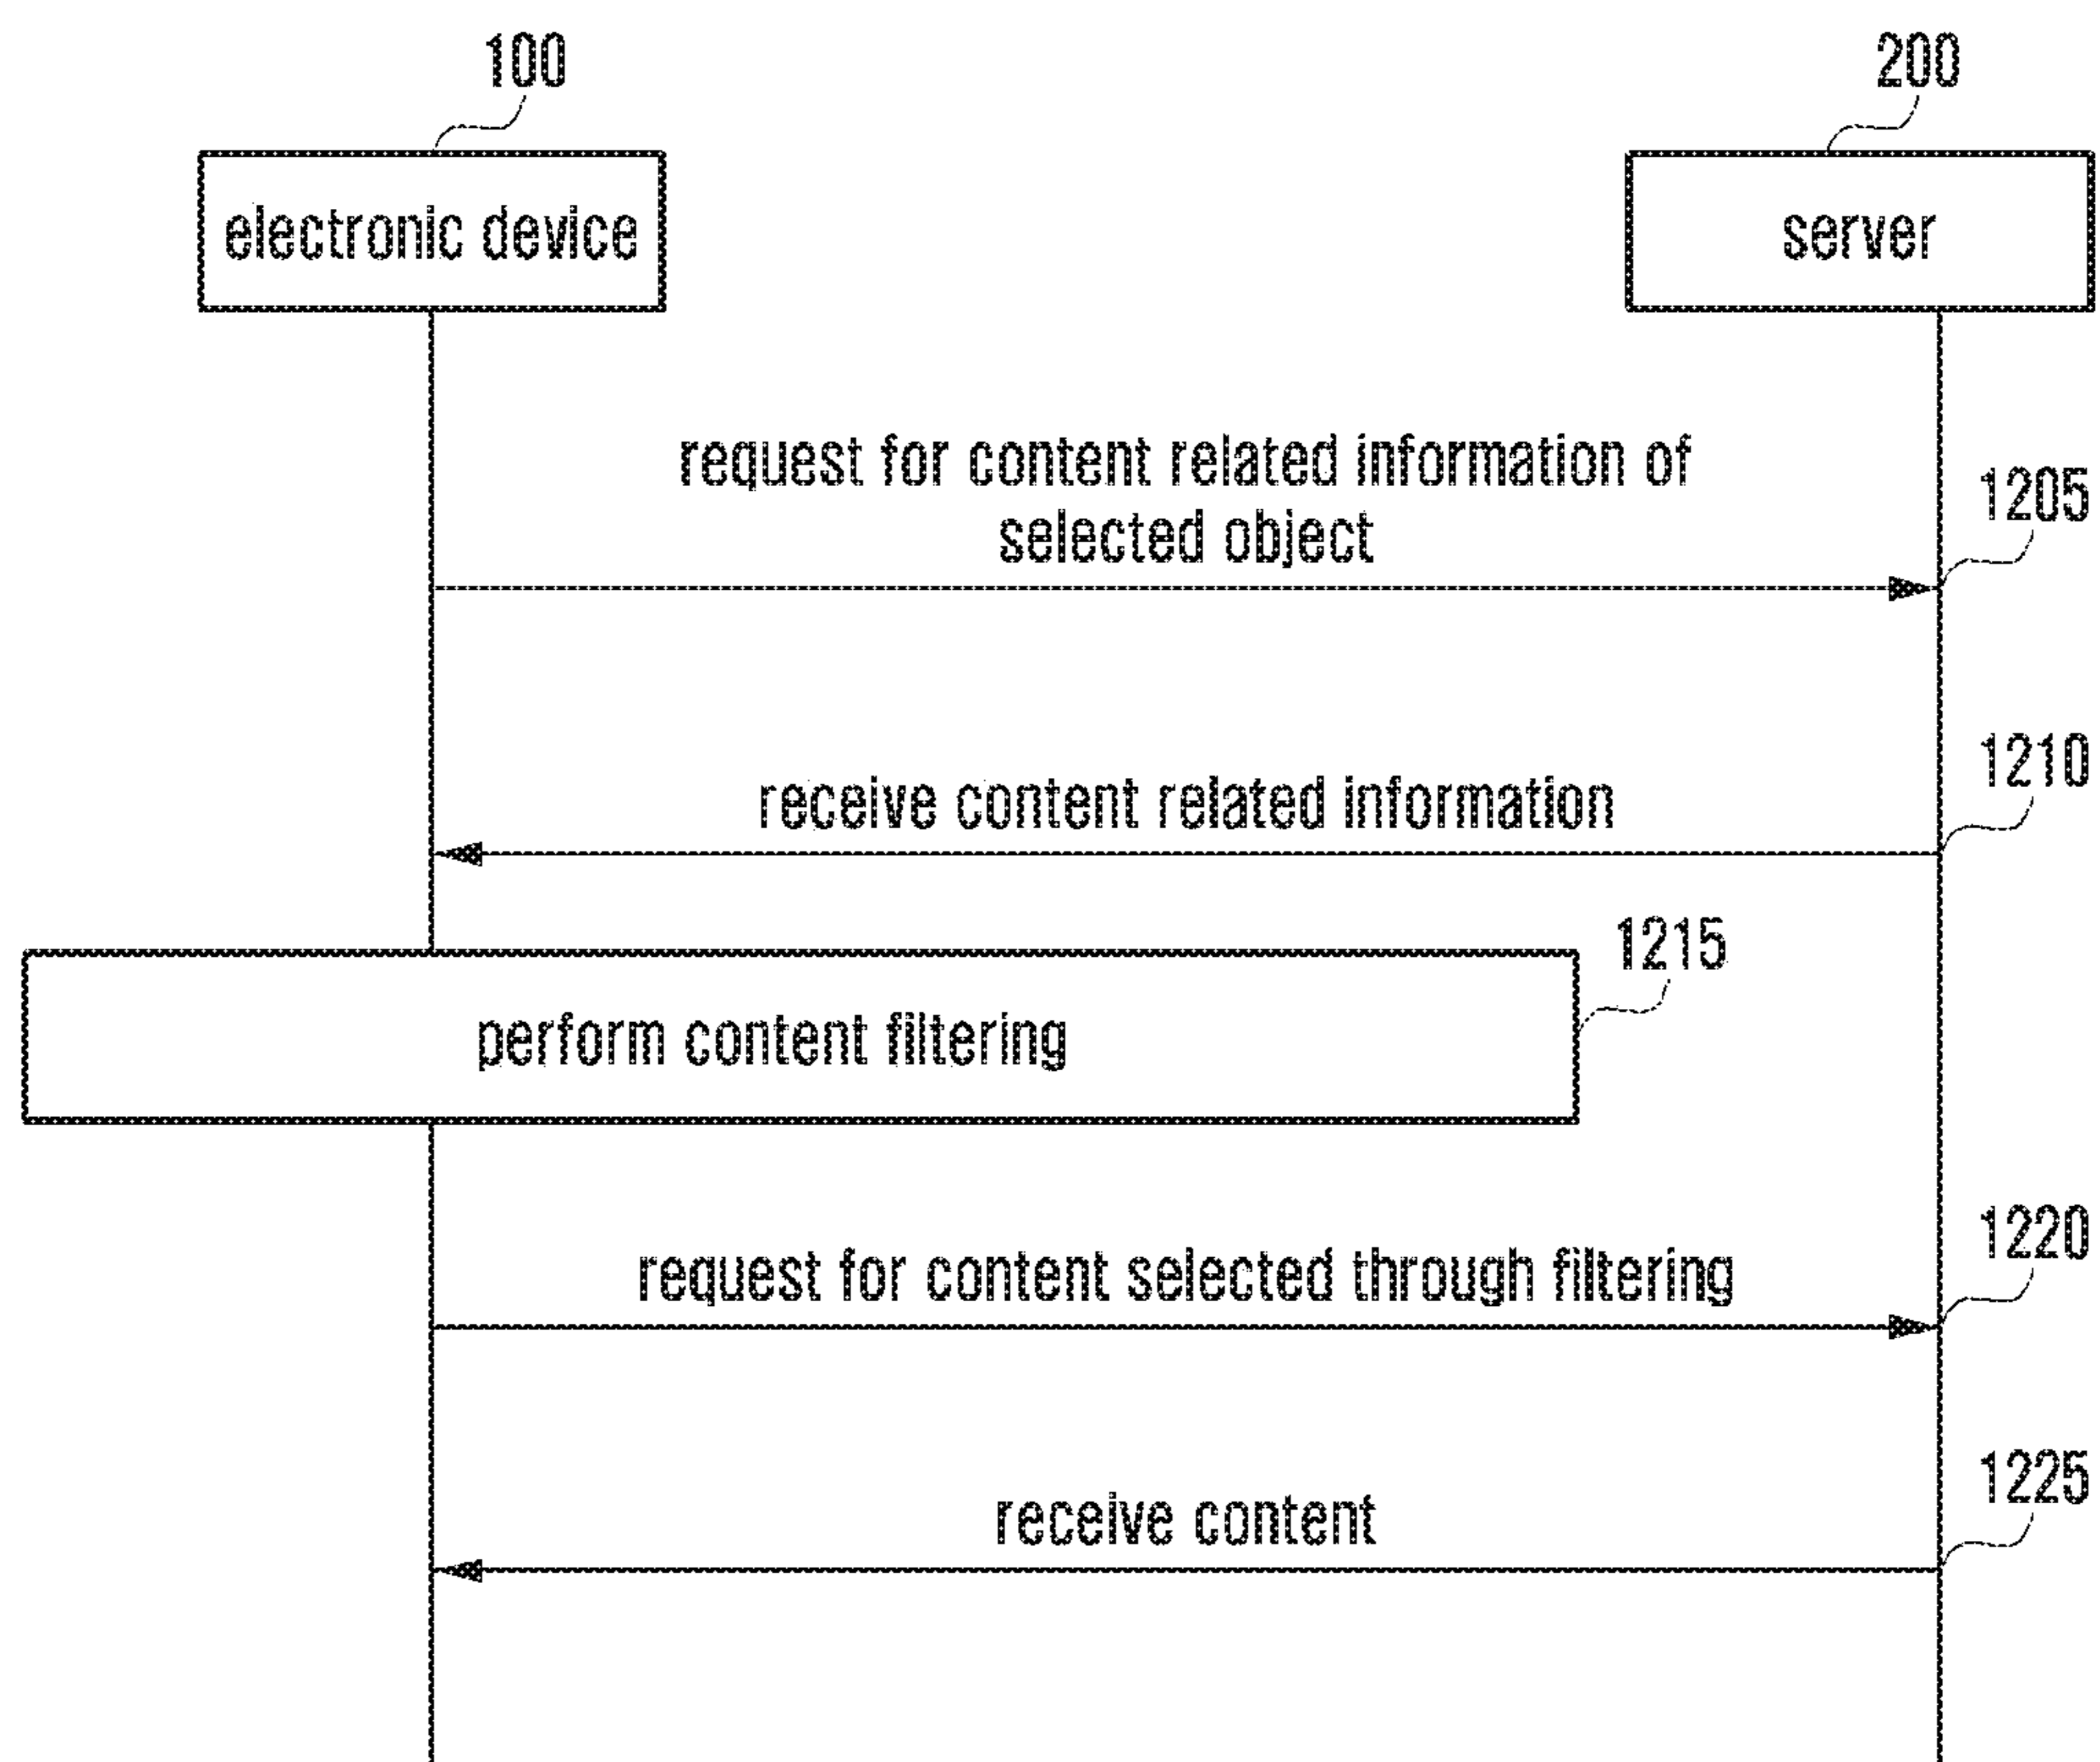 100
200
electronic device
server
request for content related information of
selected object
1205
receive content related information
1210
perform content filtering
1215
request for content selected through filtering
1220
receive content
1225